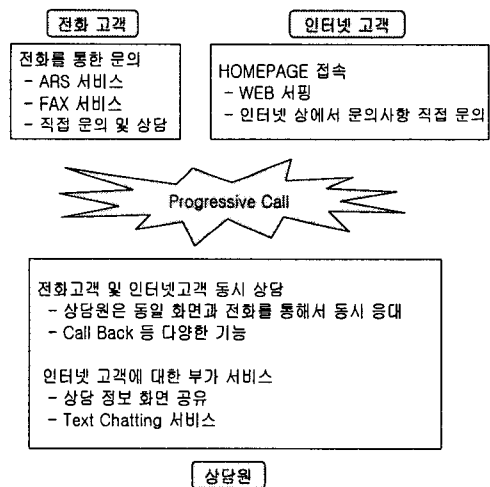 전화 고객
전화를 통한 문의
- ARS 서비스
- FAX 서비스
- 직접 문의 및 상담
인터넷 고객
HOMEPAGE 접속
- WEB 서핑
- 인터넷 상에서 문의사항 직접 문의
Progressive Call
전화고객 및 인터넷고객 동시 상담
- 상담원은 동일 화면과 전화를 통해서 동시 응대
- Call Back 등 다양한 기능
인터넷 고객에 대한 부가 서비스
- 상담 정보 화면 공유
- Text Chatting 서비스
상담원